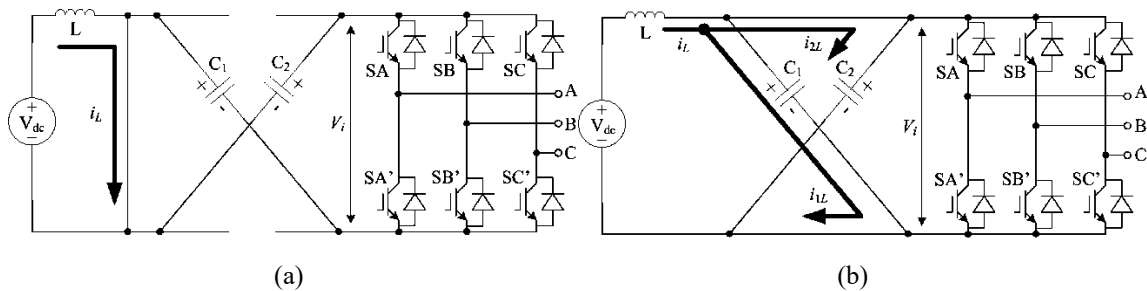 L
i_L
V_dc
+
−
C_1
C_2
+
-
+
-
V_i
SA
SB
SC
A
B
C
SA'
SB'
SC'
(a)
L
i_L
i_2L
V_dc
+
−
C_1
C_2
+
-
+
-
i_1L
V_i
SA
SB
SC
A
B
C
SA'
SB'
SC'
(b)